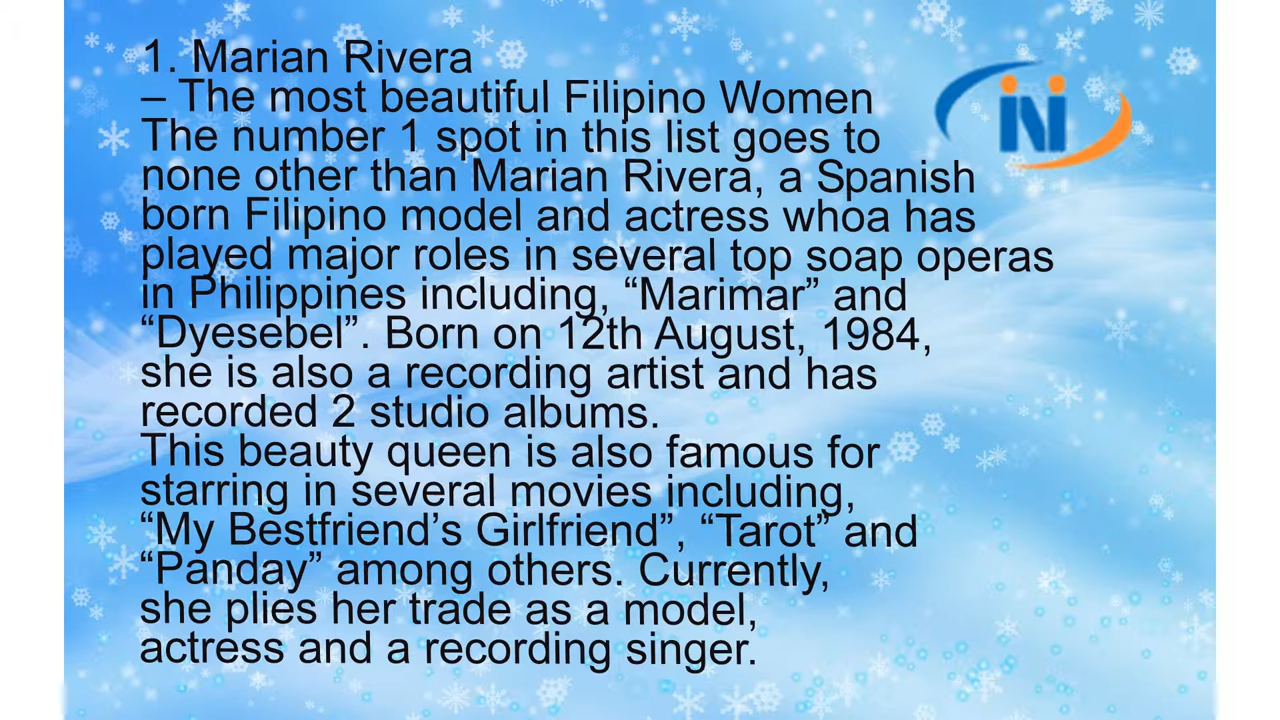 1. Marian Rivera
– The most beautiful Filipino Women
The number 1 spot in this list goes to
none other than Marian Rivera, a Spanish
born Filipino model and actress whoa has
played major roles in several top soap operas
in Philippines including, “Marimar” and
“Dyesebel”. Born on 12th August, 1984,
she is also a recording artist and has
recorded 2 studio albums.
This beauty queen is also famous for
starring in several movies including,
“My Bestfriend’s Girlfriend”, “Tarot” and
“Panday” among others. Currently,
she plies her trade as a model,
actress and a recording singer.
iNi